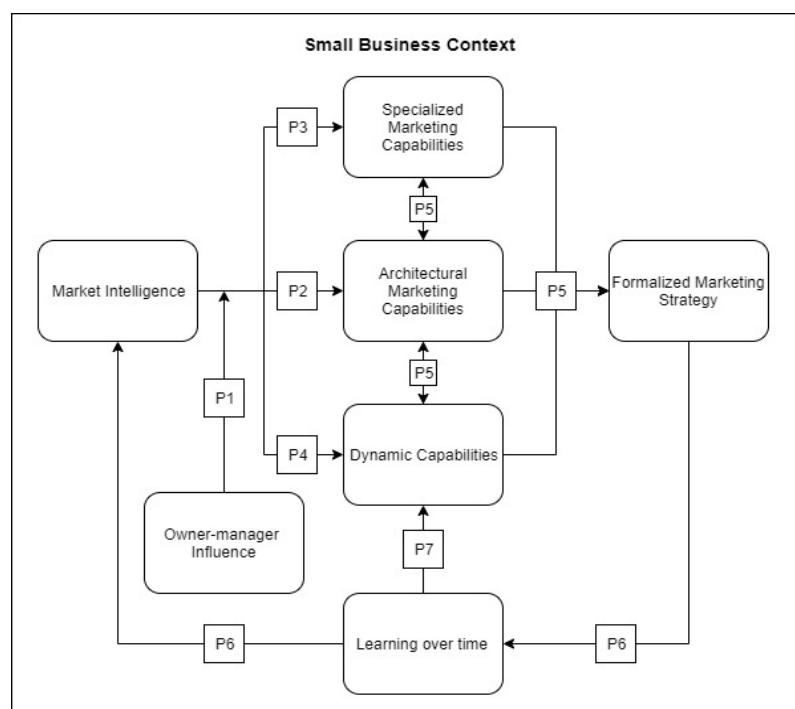 Small Business Context
Specialized
Marketing
Capabilities
P3
P5
Market Intelligence
P2
Architectural
Marketing
Capabilities
P5
Formalized Marketing
Strategy
P1
P5
P4
Dynamic Capabilities
Owner-manager
Influence
P7
P6
Learning over time
P6